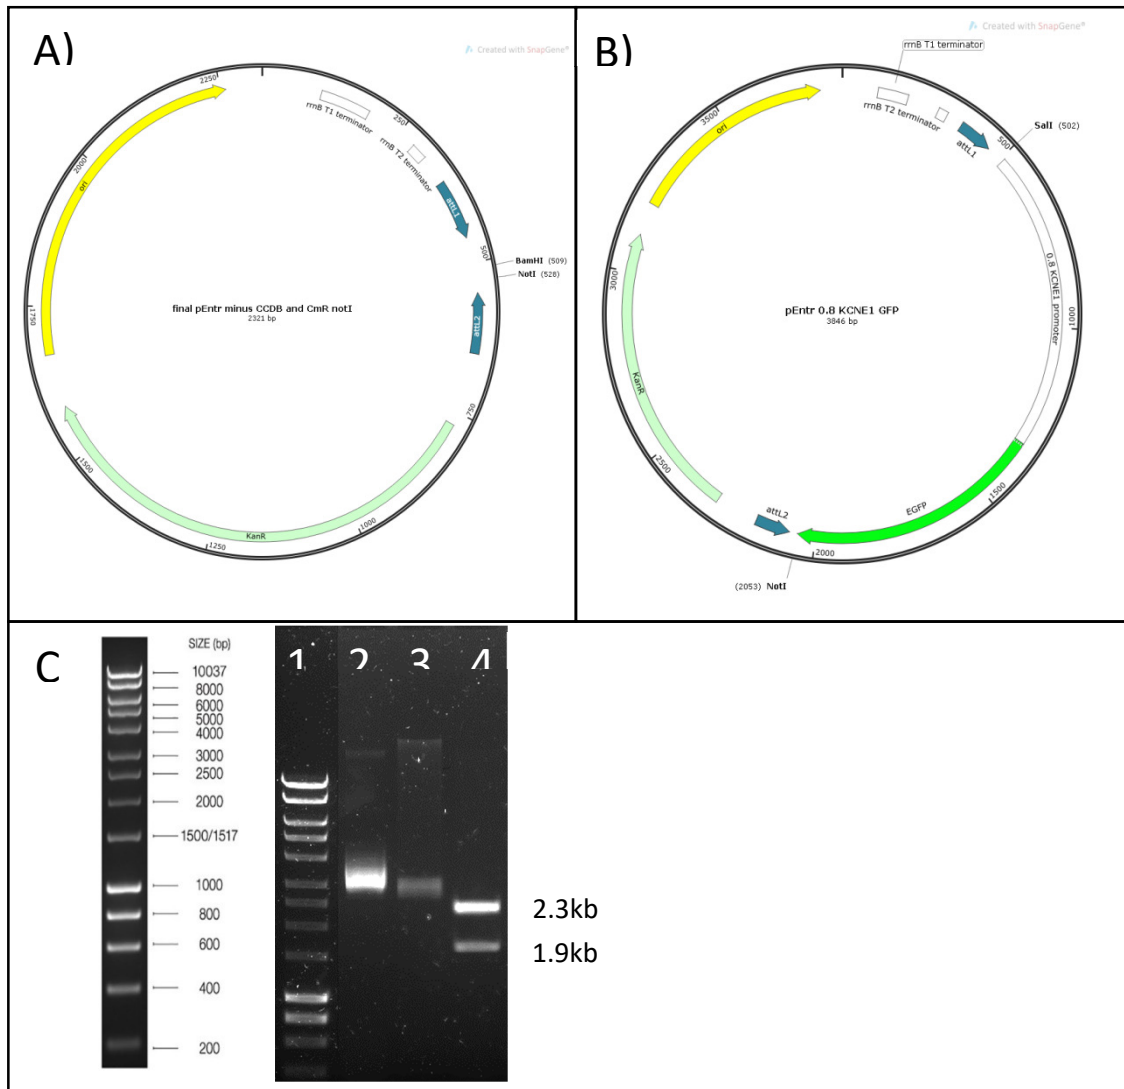 A)
Created with SnapGene®
2250
rrnB T1 terminator
250
rrnB T2 terminator
2000
ori
attL1
500
BamHI (509)
NotI (528)
final pEntr minus CCDB and CmR notI
2321 bp
1750
attL2
750
1500
1000
KanR
1250
B)
Created with SnapGene®
rrnB T1 terminator
3500
ori
rrnB T2 terminator
SalI (502)
attL1
500
3000
0.8 KCNE1 promoter
pEntr 0.8 KCNE1 GFP
3846 bp
1000
KanR
2500
1500
EGFP
attL2
2000
(2053) NotI
C
SIZE (bp)
10037
8000
6000
5000
4000
3000
2500
2000
1500/1517
1000
800
600
400
200
1 2 3 4
2.3kb
1.9kb